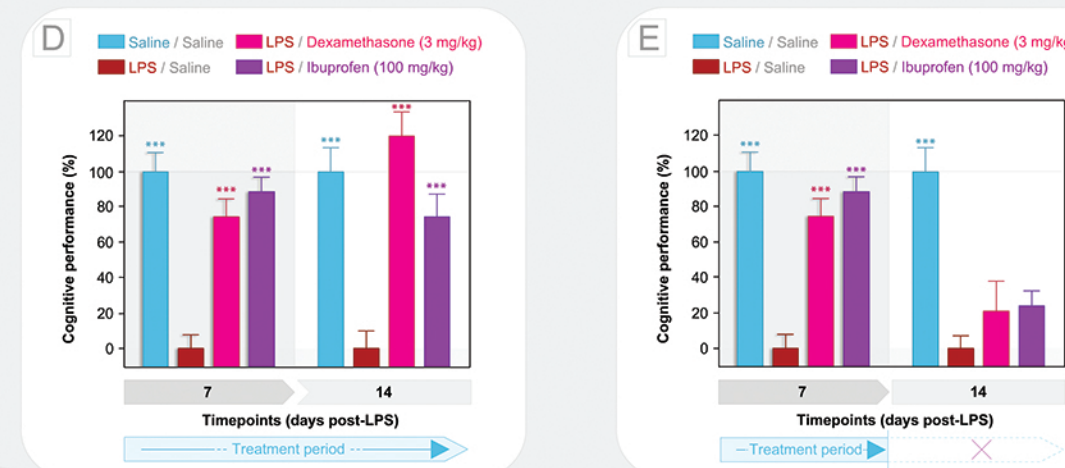 D
Saline / Saline LPS / Dexamethasone (3 mg/kg)
LPS / Saline LPS / Ibuprofen (100 mg/kg)
Cognitive performance (%)
120
100
80
60
40
20
0
***
***
***
***
***
***
7 14
Timepoints (days post-LPS)
Treatment period
E
Saline / Saline LPS / Dexamethasone (3 mg/kg
LPS / Saline LPS / Ibuprofen (100 mg/kg)
Cognitive performance (%)
120
100
80
60
40
20
0
***
***
***
***
7 14
Timepoints (days post-LPS)
Treatment period